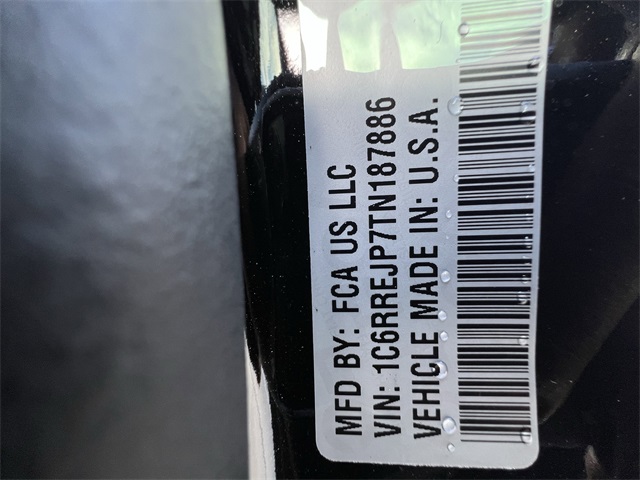 MFD BY: FCA US LLC
VIN: 1C6RREJP7TN187886
VEHICLE MADE IN: U.S.A.